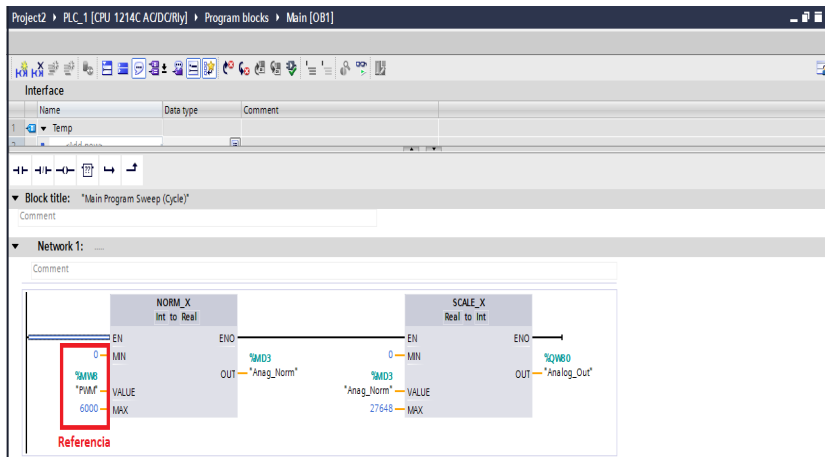 Project2 ▸ PLC_1 [CPU 1214C AC/DC/Rly] ▸ Program blocks ▸ Main [OB1]
Interface
Name Data type Comment
1 ▼ Temp
Block title: "Main Program Sweep (Cycle)"
Comment
Network 1: .....
Comment
NORM_X SCALE_X
Int to Real Real to Int
EN ENO EN ENO
0 MIN %MD3 0 MIN %QW80
%MW8 OUT "Anag_Norm" %MD3 OUT "Analog_Out"
"PWM" VALUE "Anag_Norm" VALUE
6000 MAX 27648 MAX
Referencia